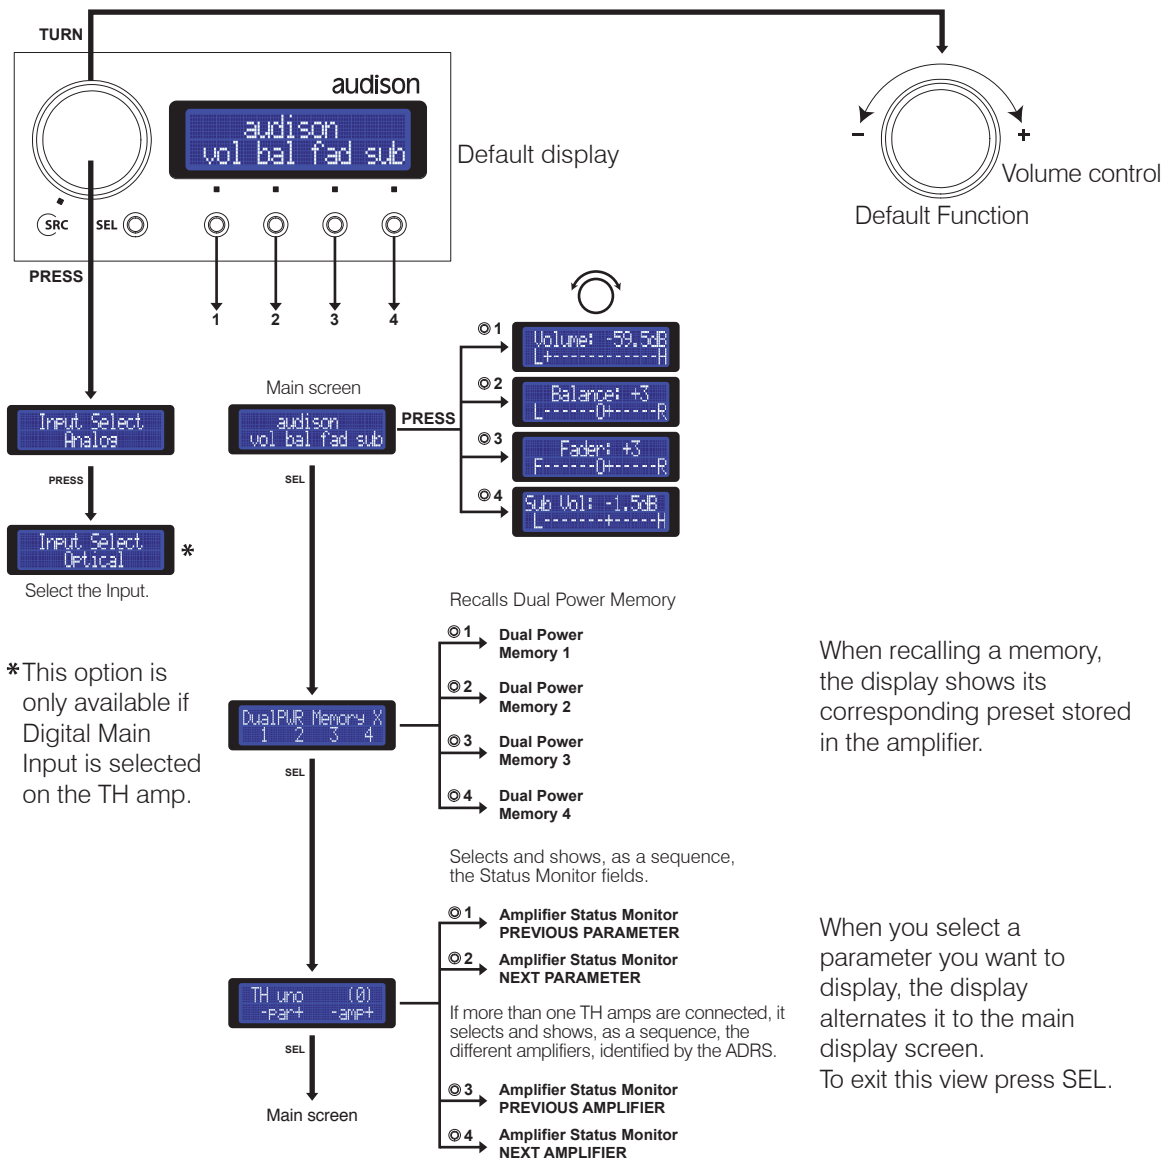 TURN
audison
audison
vol bal fad sub
Default display
SRC
SEL
PRESS
1 2 3 4
- +
Volume control
Default Function
Input Select
Analog
PRESS
Input Select
Optical
*
Select the Input.
*This option is
only available if
Digital Main
Input is selected
on the TH amp.
Main screen
audison
vol bal fad sub
PRESS
1
Volume: -59.5dB
L+------------H
2
Balance: +3
L------0+-----R
3
Fader: +3
F------0+-----R
4
Sub Vol: -1.5dB
L-------+-----H
SEL
Recalls Dual Power Memory
DualPWR Memory X
1 2 3 4
1 Dual Power
Memory 1
2 Dual Power
Memory 2
3 Dual Power
Memory 3
4 Dual Power
Memory 4
When recalling a memory,
the display shows its
corresponding preset stored
in the amplifier.
SEL
Selects and shows, as a sequence,
the Status Monitor fields.
TH uno (0)
-par+ -amp+
1 Amplifier Status Monitor
PREVIOUS PARAMETER
2 Amplifier Status Monitor
NEXT PARAMETER
If more than one TH amps are connected, it
selects and shows, as a sequence, the
different amplifiers, identified by the ADRS.
3 Amplifier Status Monitor
PREVIOUS AMPLIFIER
4 Amplifier Status Monitor
NEXT AMPLIFIER
SEL
Main screen
When you select a
parameter you want to
display, the display
alternates it to the main
display screen.
To exit this view press SEL.